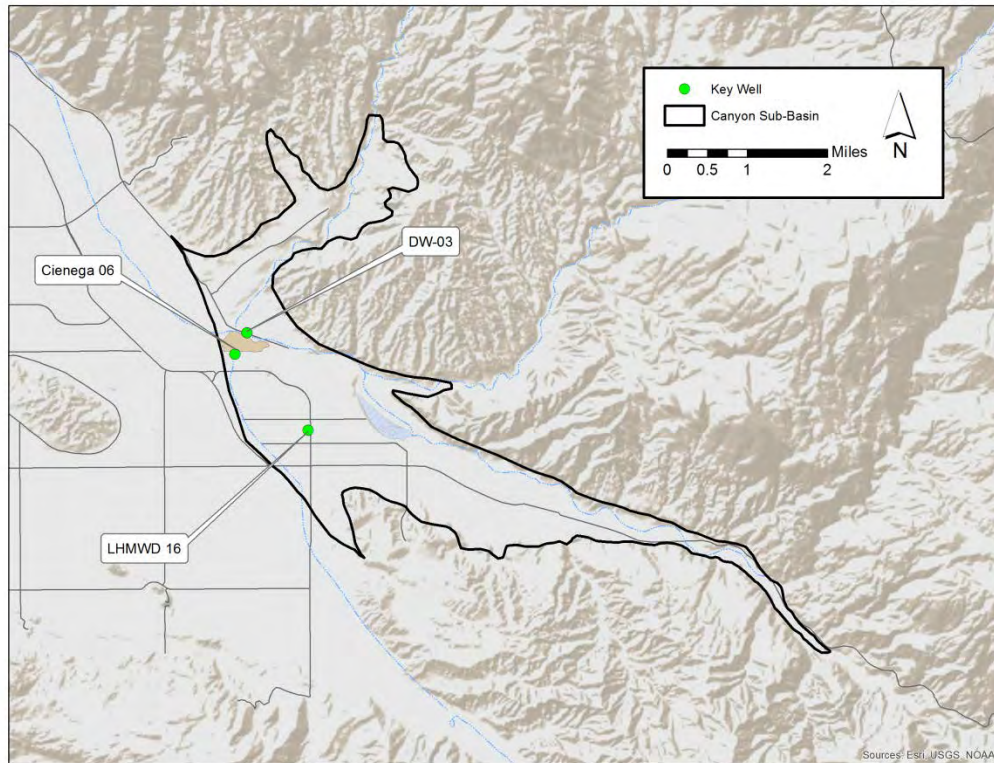 Key Well
Canyon Sub-Basin
Miles
0 0.5 1 2
N
DW-03
Cienega 06
LHMWD 16
Sources: Esri, USGS, NOAA